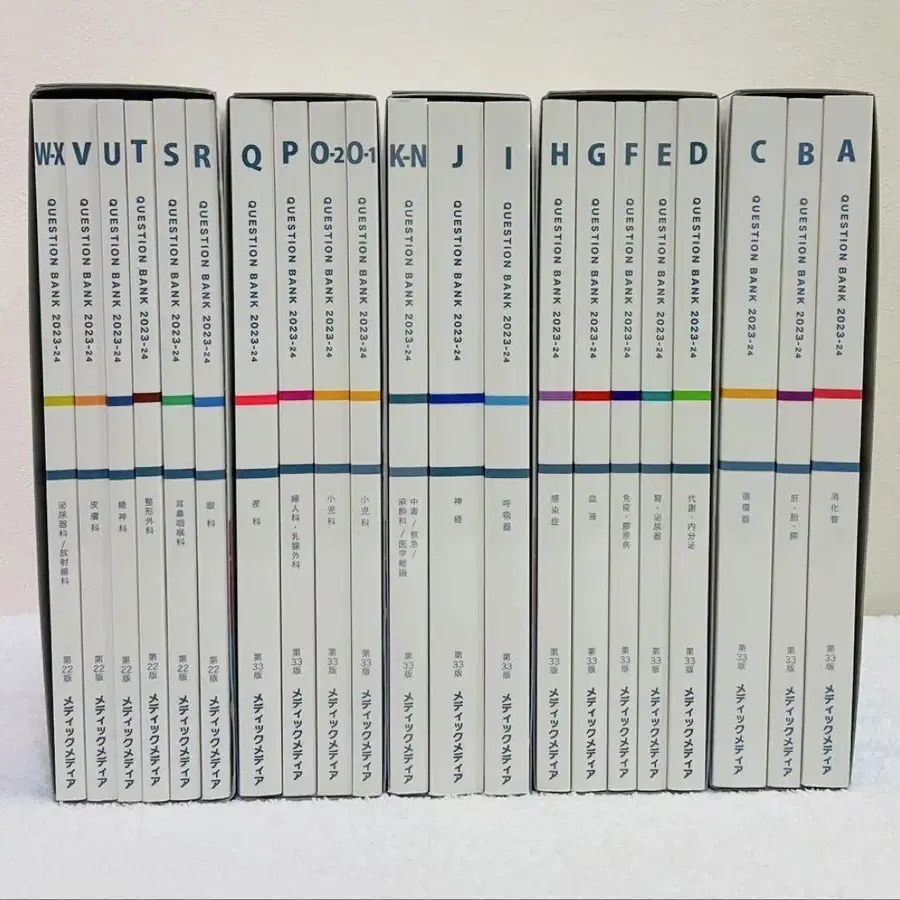 W-X
QUESTION BANK 2023-24
泌尿器科/放射線科
第22版
メディックメディア
V
QUESTION BANK 2023-24
皮膚科
第22版
メディックメディア
U
QUESTION BANK 2023-24
精神科
第22版
メディックメディア
T
QUESTION BANK 2023-24
整形外科
第22版
メディックメディア
S
QUESTION BANK 2023-24
耳鼻咽喉科
第22版
メディックメディア
R
QUESTION BANK 2023-24
眼科
第22版
メディックメディア
Q
QUESTION BANK 2023-24
産科
第33版
メディックメディア
P
QUESTION BANK 2023-24
婦人科・乳腺外科
第33版
メディックメディア
O-2
QUESTION BANK 2023-24
小児科
第33版
メディックメディア
O-1
QUESTION BANK 2023-24
小児科
第33版
メディックメディア
K-N
QUESTION BANK 2023-24
中毒/救急/
麻酔科/医学総論
第33版
メディックメディア
J
QUESTION BANK 2023-24
神経
第33版
メディックメディア
I
QUESTION BANK 2023-24
呼吸器
第33版
メディックメディア
H
QUESTION BANK 2023-24
感染症
第33版
メディックメディア
G
QUESTION BANK 2023-24
血液
第33版
メディックメディア
F
QUESTION BANK 2023-24
免疫・膠原病
第33版
メディックメディア
E
QUESTION BANK 2023-24
腎・泌尿器
第33版
メディックメディア
D
QUESTION BANK 2023-24
代謝・内分泌
第33版
メディックメディア
C
QUESTION BANK 2023-24
循環器
第33版
メディックメディア
B
QUESTION BANK 2023-24
肝・胆・膵
第33版
メディックメディア
A
QUESTION BANK 2023-24
消化管
第33版
メディックメディア